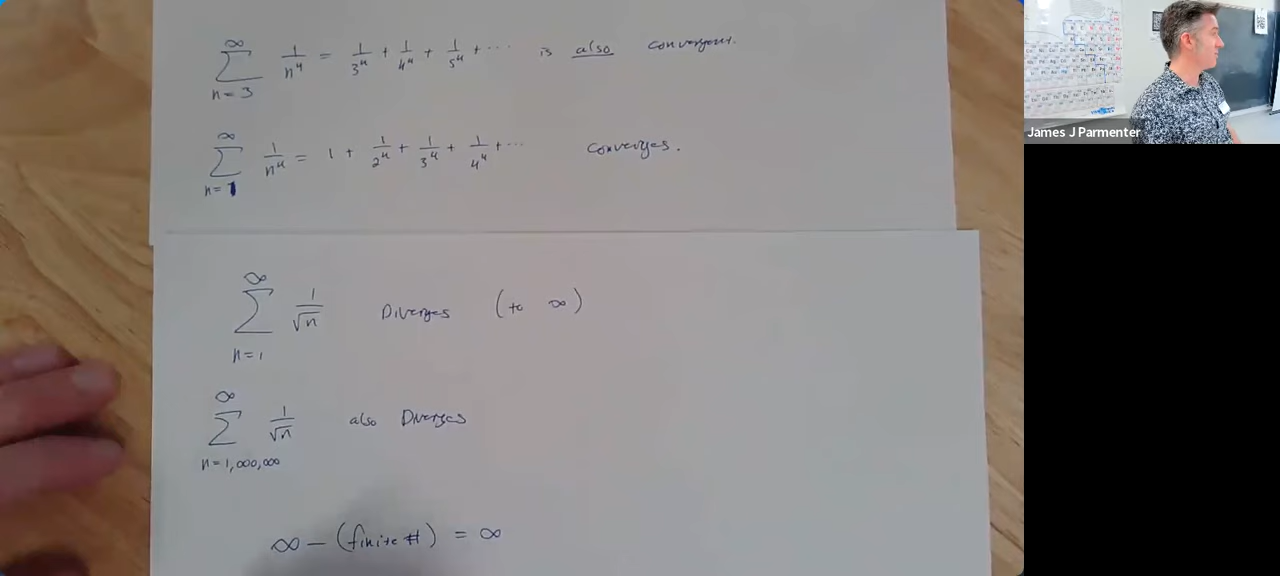 ∞ ∑ n=3 1/n⁴ = 1/3⁴ + 1/4⁴ + 1/5⁴ + ··· is also convergent.
∞ ∑ n=1 1/n⁴ = 1 + 1/2⁴ + 1/3⁴ + 1/4⁴ + ··· converges.
∞ ∑ n=1 1/√n Diverges (to ∞)
∞ ∑ n=1,000,000 1/√n also Diverges
∞ – (finite #) = ∞
James J Parmenter